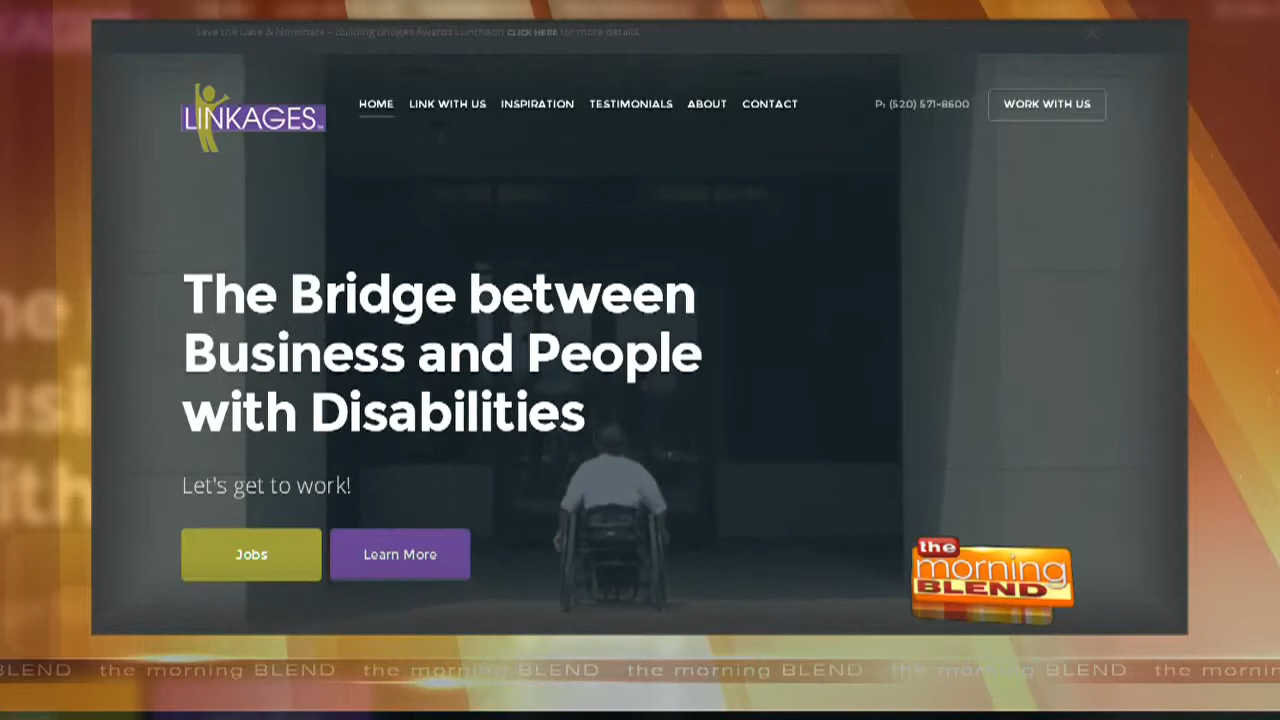 Save the Date & Nominate - Building Bridges Awards Luncheon CLICK HERE for more details.
LINKAGES
HOME LINK WITH US INSPIRATION TESTIMONIALS ABOUT CONTACT
P: (520) 571-8600
WORK WITH US
The Bridge between
Business and People
with Disabilities
Let's get to work!
Jobs
Learn More
the
morning
BLEND
BLEND the morning BLEND the morning BLEND the morning BLEND the morning BLEND the mornin